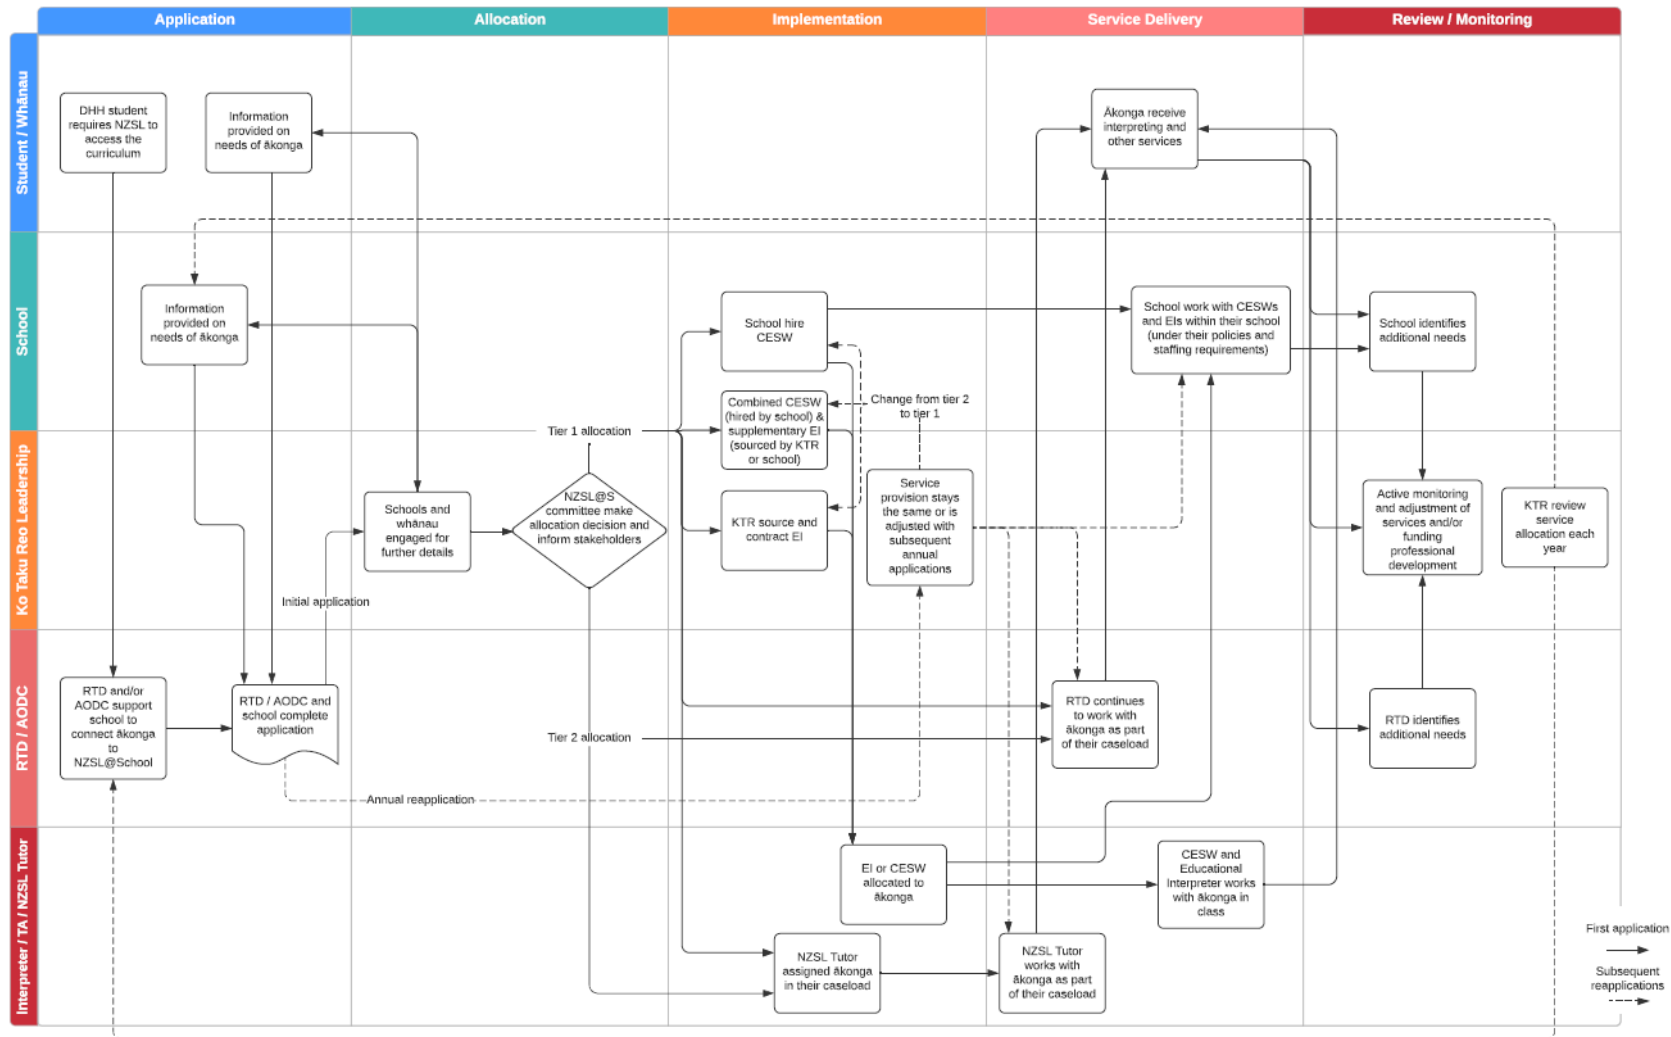 Application
Allocation
Implementation
Service Delivery
Review / Monitoring
Student / Whānau
DHH student
requires NZSL to
access the
curriculum
Information
provided on
needs of ākonga
Ākonga receive
interpreting and
other services
School
Information
provided on
needs of ākonga
School hire
CESW
School work with CESWs
and EIs within their school
(under their policies and
staffing requirements)
School identifies
additional needs
Combined CESW
(hired by school) &
supplementary EI
(sourced by KTR
or school)
Change from tier 2
to tier 1
Tier 1 allocation
Ko Taku Reo Leadership
Schools and
whānau
engaged for
further details
NZSL@S
committee make
allocation decision and
inform stakeholders
KTR source and
contract EI
Service
provision stays
the same or is
adjusted with
subsequent
annual
applications
Active monitoring
and adjustment of
services and/or
funding
professional
development
KTR review
service
allocation each
year
Initial application
RTD / AODC
RTD and/or
AODC support
school to
connect ākonga
to
NZSL@School
RTD / AODC and
school complete
application
Tier 2 allocation
RTD continues
to work with
ākonga as part
of their caseload
RTD identifies
additional needs
Annual reapplication
Interpreter / TA / NZSL Tutor
EI or CESW
allocated to
ākonga
CESW and
Educational
Interpreter works
with ākonga in
class
NZSL Tutor
assigned ākonga
in their caseload
NZSL Tutor
works with
ākonga as part
of their caseload
First application
Subsequent
reapplications